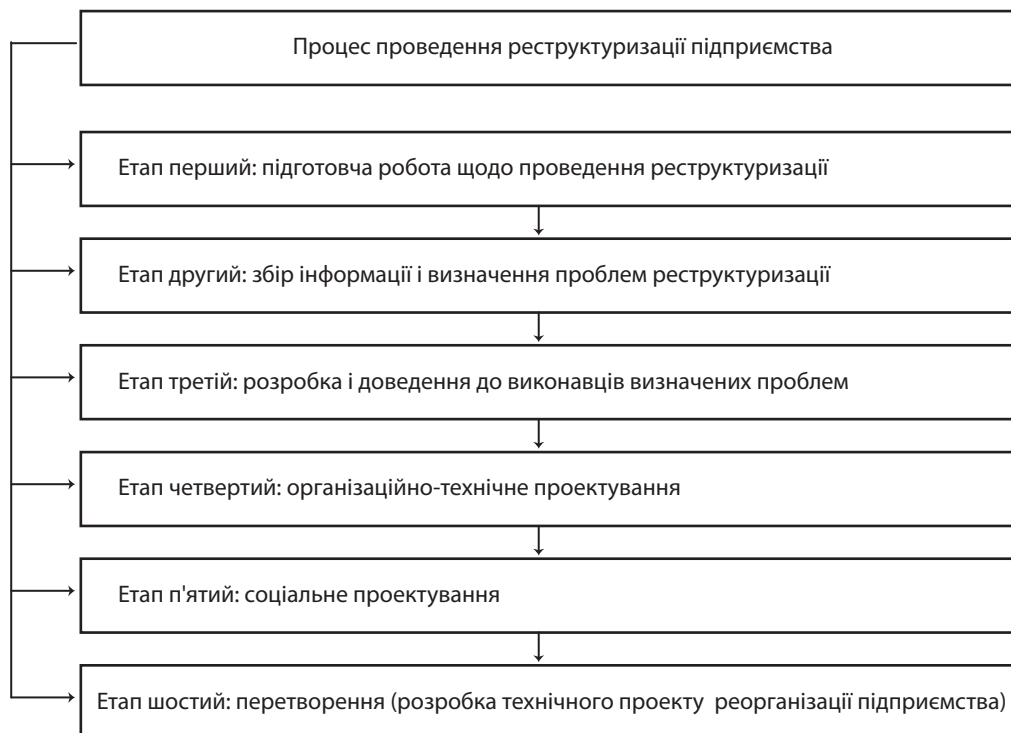 Процес проведення реструктуризації підприємства
Етап перший: підготовча робота щодо проведення реструктуризації
Етап другий: збір інформації і визначення проблем реструктуризації
Етап третій: розробка і доведення до виконавців визначених проблем
Етап четвертий: організаційно-технічне проектування
Етап п'ятий: соціальне проектування
Етап шостий: перетворення (розробка технічного проекту реорганізації підприємства)